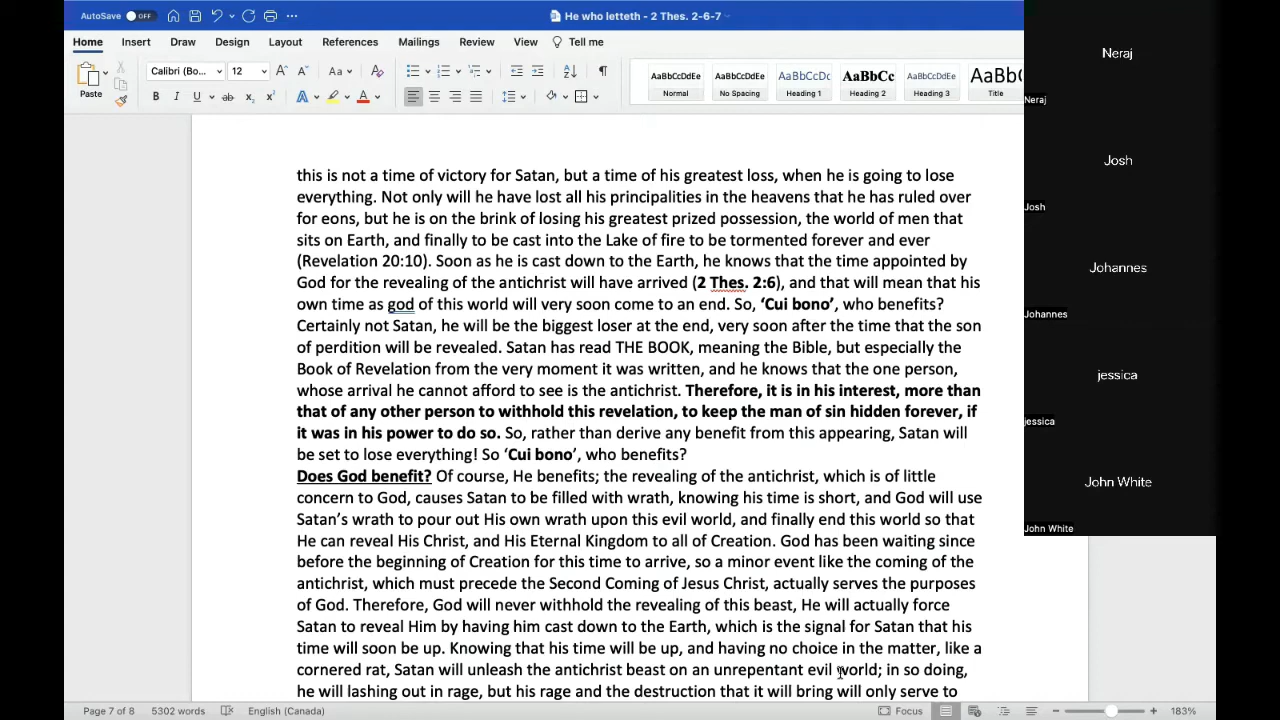 AutoSave OFF
He who letteth - 2 Thes. 2-6-7
Home Insert Draw Design Layout References Mailings Review View Tell me
Paste
Calibri (Bo... 12
AaBbCcDdEe AaBbCcDdEe AaBbCcDc AaBbCc AaBbCcDdEe AaBb
Normal No Spacing Heading 1 Heading 2 Heading 3 Title
this is not a time of victory for Satan, but a time of his greatest loss, when he is going to lose
everything. Not only will he have lost all his principalities in the heavens that he has ruled over
for eons, but he is on the brink of losing his greatest prized possession, the world of men that
sits on Earth, and finally to be cast into the Lake of fire to be tormented forever and ever
(Revelation 20:10). Soon as he is cast down to the Earth, he knows that the time appointed by
God for the revealing of the antichrist will have arrived (2 Thes. 2:6), and that will mean that his
own time as god of this world will very soon come to an end. So, ‘Cui bono’, who benefits?
Certainly not Satan, he will be the biggest loser at the end, very soon after the time that the son
of perdition will be revealed. Satan has read THE BOOK, meaning the Bible, but especially the
Book of Revelation from the very moment it was written, and he knows that the one person,
whose arrival he cannot afford to see is the antichrist. Therefore, it is in his interest, more than
that of any other person to withhold this revelation, to keep the man of sin hidden forever, if
it was in his power to do so. So, rather than derive any benefit from this appearing, Satan will
be set to lose everything! So ‘Cui bono’, who benefits?
Does God benefit? Of course, He benefits; the revealing of the antichrist, which is of little
concern to God, causes Satan to be filled with wrath, knowing his time is short, and God will use
Satan’s wrath to pour out His own wrath upon this evil world, and finally end this world so that
He can reveal His Christ, and His Eternal Kingdom to all of Creation. God has been waiting since
before the beginning of Creation for this time to arrive, so a minor event like the coming of the
antichrist, which must precede the Second Coming of Jesus Christ, actually serves the purposes
of God. Therefore, God will never withhold the revealing of this beast, He will actually force
Satan to reveal Him by having him cast down to the Earth, which is the signal for Satan that his
time will soon be up. Knowing that his time will be up, and having no choice in the matter, like a
cornered rat, Satan will unleash the antichrist beast on an unrepentant evil world; in so doing,
he will lashing out in rage, but his rage and the destruction that it will bring will only serve to
Page 7 of 8 5302 words English (Canada) Focus 183%
Neraj
Neraj
Josh
Josh
Johannes
Johannes
jessica
jessica
John White
John White